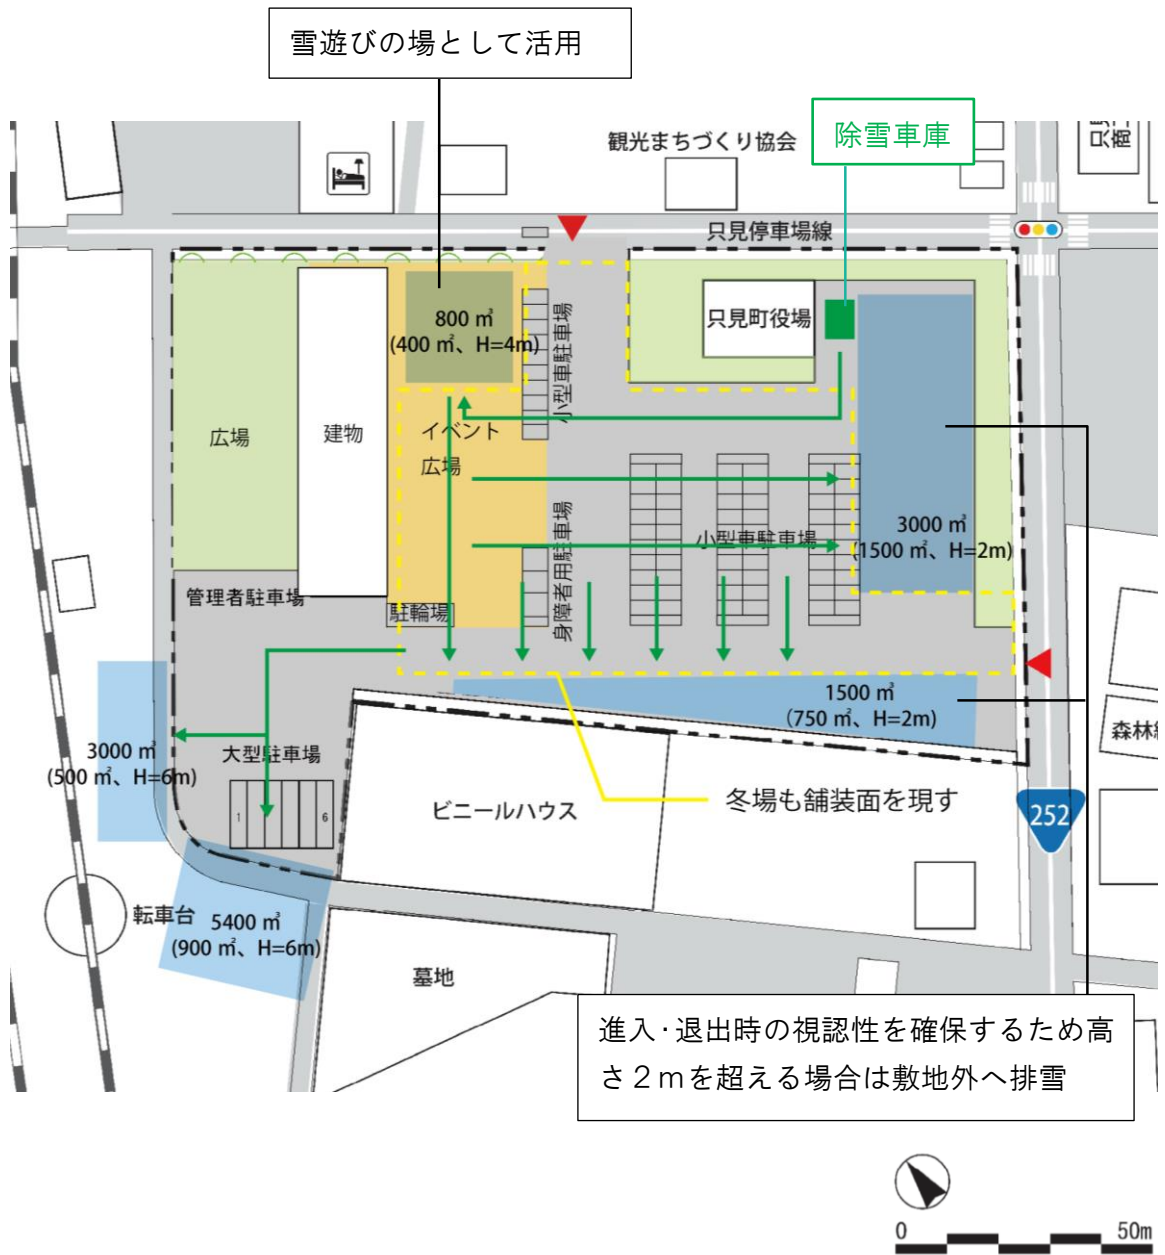 雪遊びの場として活用
観光まちづくり協会
除雪車庫
只見停車場線
800 ㎡
(400 ㎡、H=4m)
小型車駐車場
只見町役場
広場
建物
イベント
広場
3000 ㎡
(1500 ㎡、H=2m)
小型車駐車場
身障者用駐車場
管理者駐車場
駐輪場
1500 ㎡
(750 ㎡、H=2m)
3000 ㎡
(500 ㎡、H=6m)
大型駐車場
1
6
ビニールハウス
冬場も舗装面を現す
252
転車台
5400 ㎡
(900 ㎡、H=6m)
墓地
進入・退出時の視認性を確保するため高
さ２ｍを超える場合は敷地外へ排雪
0
50m